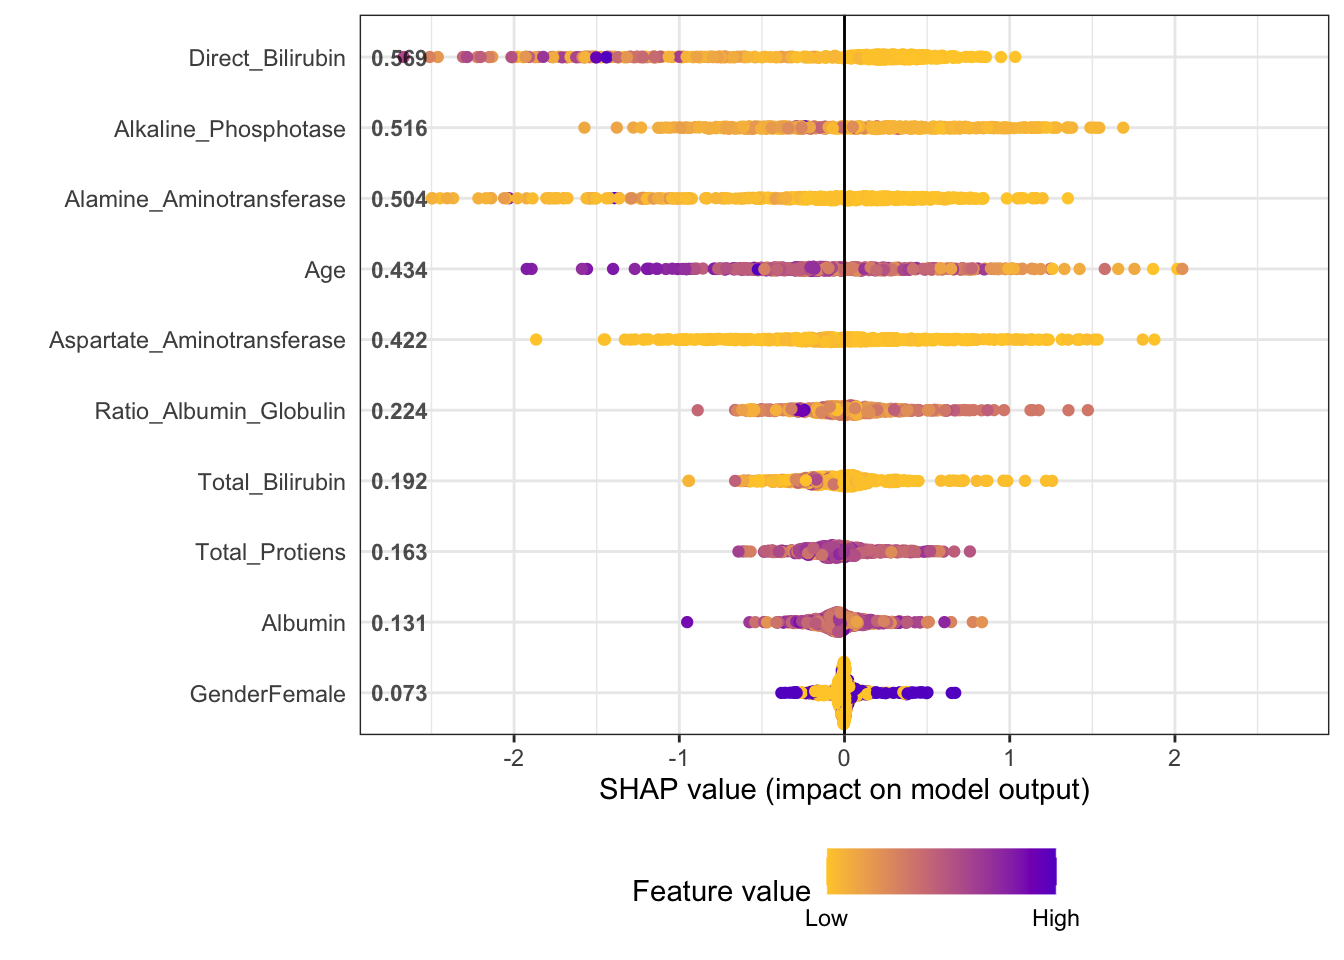 Direct_Bilirubin 0.569
Alkaline_Phosphotase 0.516
Alamine_Aminotransferase 0.504
Age 0.434
Aspartate_Aminotransferase 0.422
Ratio_Albumin_Globulin 0.224
Total_Bilirubin 0.192
Total_Protiens 0.163
Albumin 0.131
GenderFemale 0.073
-2 -1 0 1 2
SHAP value (impact on model output)
Feature value
Low High